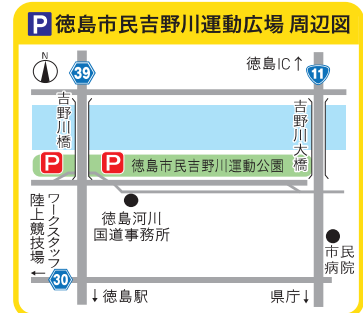 P 徳島市民吉野川運動広場 周辺図
N
39
徳島IC↑
11
吉野川橋
吉野川大橋
P
P
徳島市民吉野川運動公園
徳島河川
国道事務所
ワークスタッフ
陸上競技場
←
30
市民
病院
↓徳島駅
県庁↓